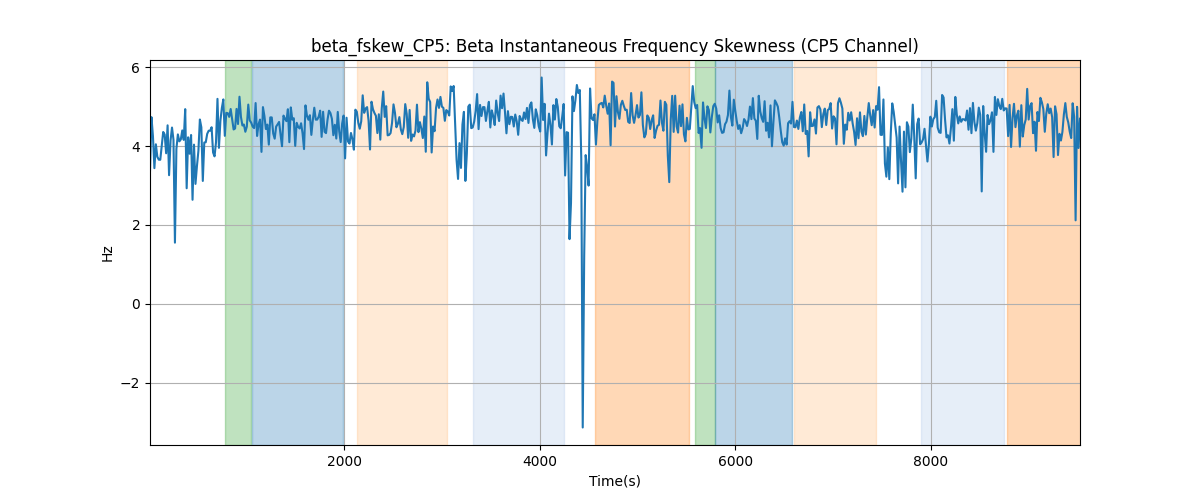 beta_fskew_CP5: Beta Instantaneous Frequency Skewness (CP5 Channel)
6
4
2
0
−2
Hz
2000 4000 6000 8000
Time(s)